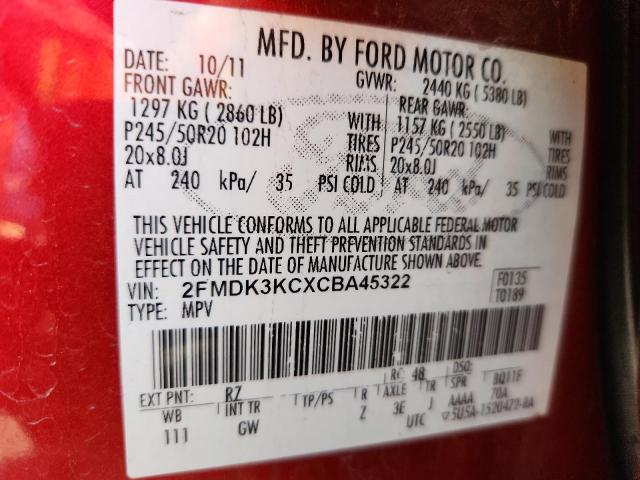 MFD. BY FORD MOTOR CO.
DATE: 10/11 GVWR: 2440 KG ( 5380 LB)
FRONT GAWR: REAR GAWR:
1297 KG ( 2860 LB) WITH 1157 KG ( 2550 LB) WITH
P245/50R20 102H TIRES P245/50R20 102H TIRES
20x8.0J RIMS 20x8.0J RIMS
AT 240 kPa/ 35 PSI COLD AT 240 kPa/ 35 PSI COLD
THIS VEHICLE CONFORMS TO ALL APPLICABLE FEDERAL MOTOR
VEHICLE SAFETY AND THEFT PREVENTION STANDARDS IN
EFFECT ON THE DATE OF MANUFACTURE SHOWN ABOVE.
VIN: 2FMDK3KCXCBA45322 F0135
TYPE: MPV T0189
EXT PNT: RZ RC: 48 DSO:
WB INT TR TP/PS R AXLE TR SPR BQ11F
111 GW Z 3E J AAAA 70A
UTC ▽5U5A-1520472-AA